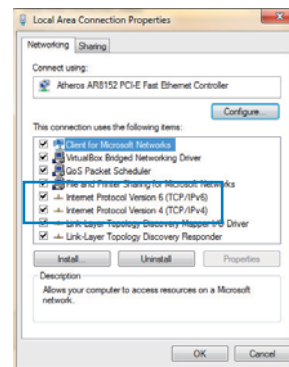 Local Area Connection Properties
Networking Sharing
Connect using:
Atheros AR8152 PCI-E Fast Ethernet Controller
Configure...
This connection uses the following items:
Client for Microsoft Networks
VirtualBox Bridged Networking Driver
QoS Packet Scheduler
File and Printer Sharing for Microsoft Networks
Internet Protocol Version 6 (TCP/IPv6)
Internet Protocol Version 4 (TCP/IPv4)
Link-Layer Topology Discovery Mapper I/O Driver
Link-Layer Topology Discovery Responder
Install... Uninstall Properties
Description
Allows your computer to access resources on a Microsoft
network.
OK Cancel